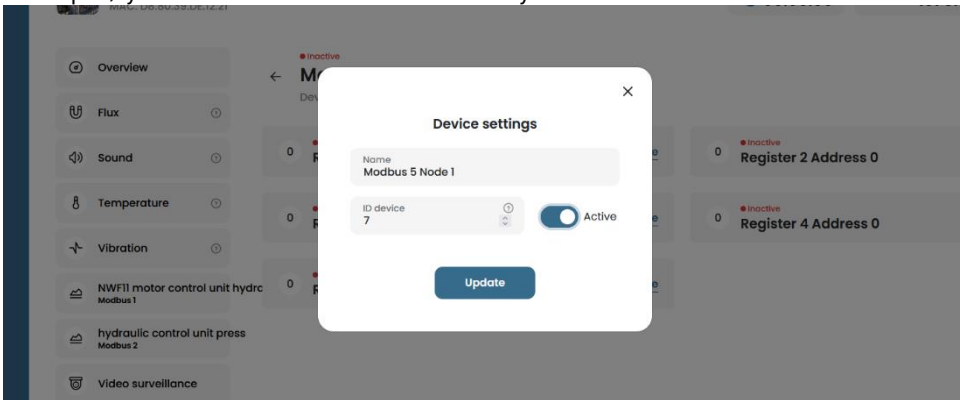 MAC: D8:80:39:DE:12:21
Overview
Flux
Sound
Temperature
Vibration
NWF11 motor control unit hydrc
Modbus 1
hydraulic control unit press
Modbus 2
Video surveillance
Inactive
Device settings
Name
Modbus 5 Node 1
ID device
7
Active
Update
0
Inactive
Register 2 Address 0
0
Inactive
Register 4 Address 0
0
0
0